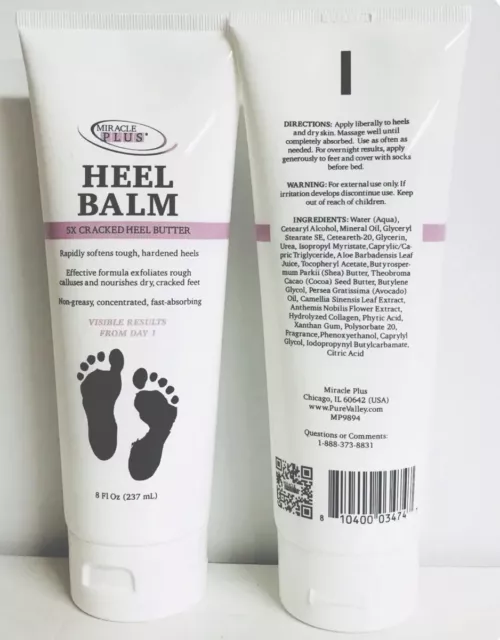 MIRACLE
PLUS®
HEEL
BALM
5X CRACKED HEEL BUTTER
Rapidly softens tough, hardened heels
Effective formula exfoliates rough
calluses and nourishes dry, cracked feet
Non-greasy, concentrated, fast-absorbing
VISIBLE RESULTS
FROM DAY 1
8 Fl Oz (237 mL)
DIRECTIONS: Apply liberally to heels
and dry skin. Massage well until
completely absorbed. Use as often as
needed. For overnight results, apply
generously to feet and cover with socks
before bed.
WARNING: For external use only. If
irritation develops discontinue use. Keep
out of reach of children.
INGREDIENTS: Water (Aqua),
Cetearyl Alcohol, Mineral Oil, Glyceryl
Stearate SE, Ceteareth-20, Glycerin,
Urea, Isopropyl Myristate, Caprylic/Ca-
pric Triglyceride, Aloe Barbadensis Leaf
Juice, Tocopheryl Acetate, Butyrosper-
mum Parkii (Shea) Butter, Theobroma
Cacao (Cocoa) Seed Butter, Butylene
Glycol, Persea Gratissima (Avocado)
Oil, Camellia Sinensis Leaf Extract,
Anthemis Nobilis Flower Extract,
Hydrolyzed Collagen, Phytic Acid,
Xanthan Gum, Polysorbate 20,
Fragrance, Phenoxyethanol, Caprylyl
Glycol, Iodopropynyl Butylcarbamate,
Citric Acid
Miracle Plus
Chicago, IL 60642 (USA)
www.PureValley.com
MP9894
Questions or Comments:
1-888-373-8831
8 10400 03474